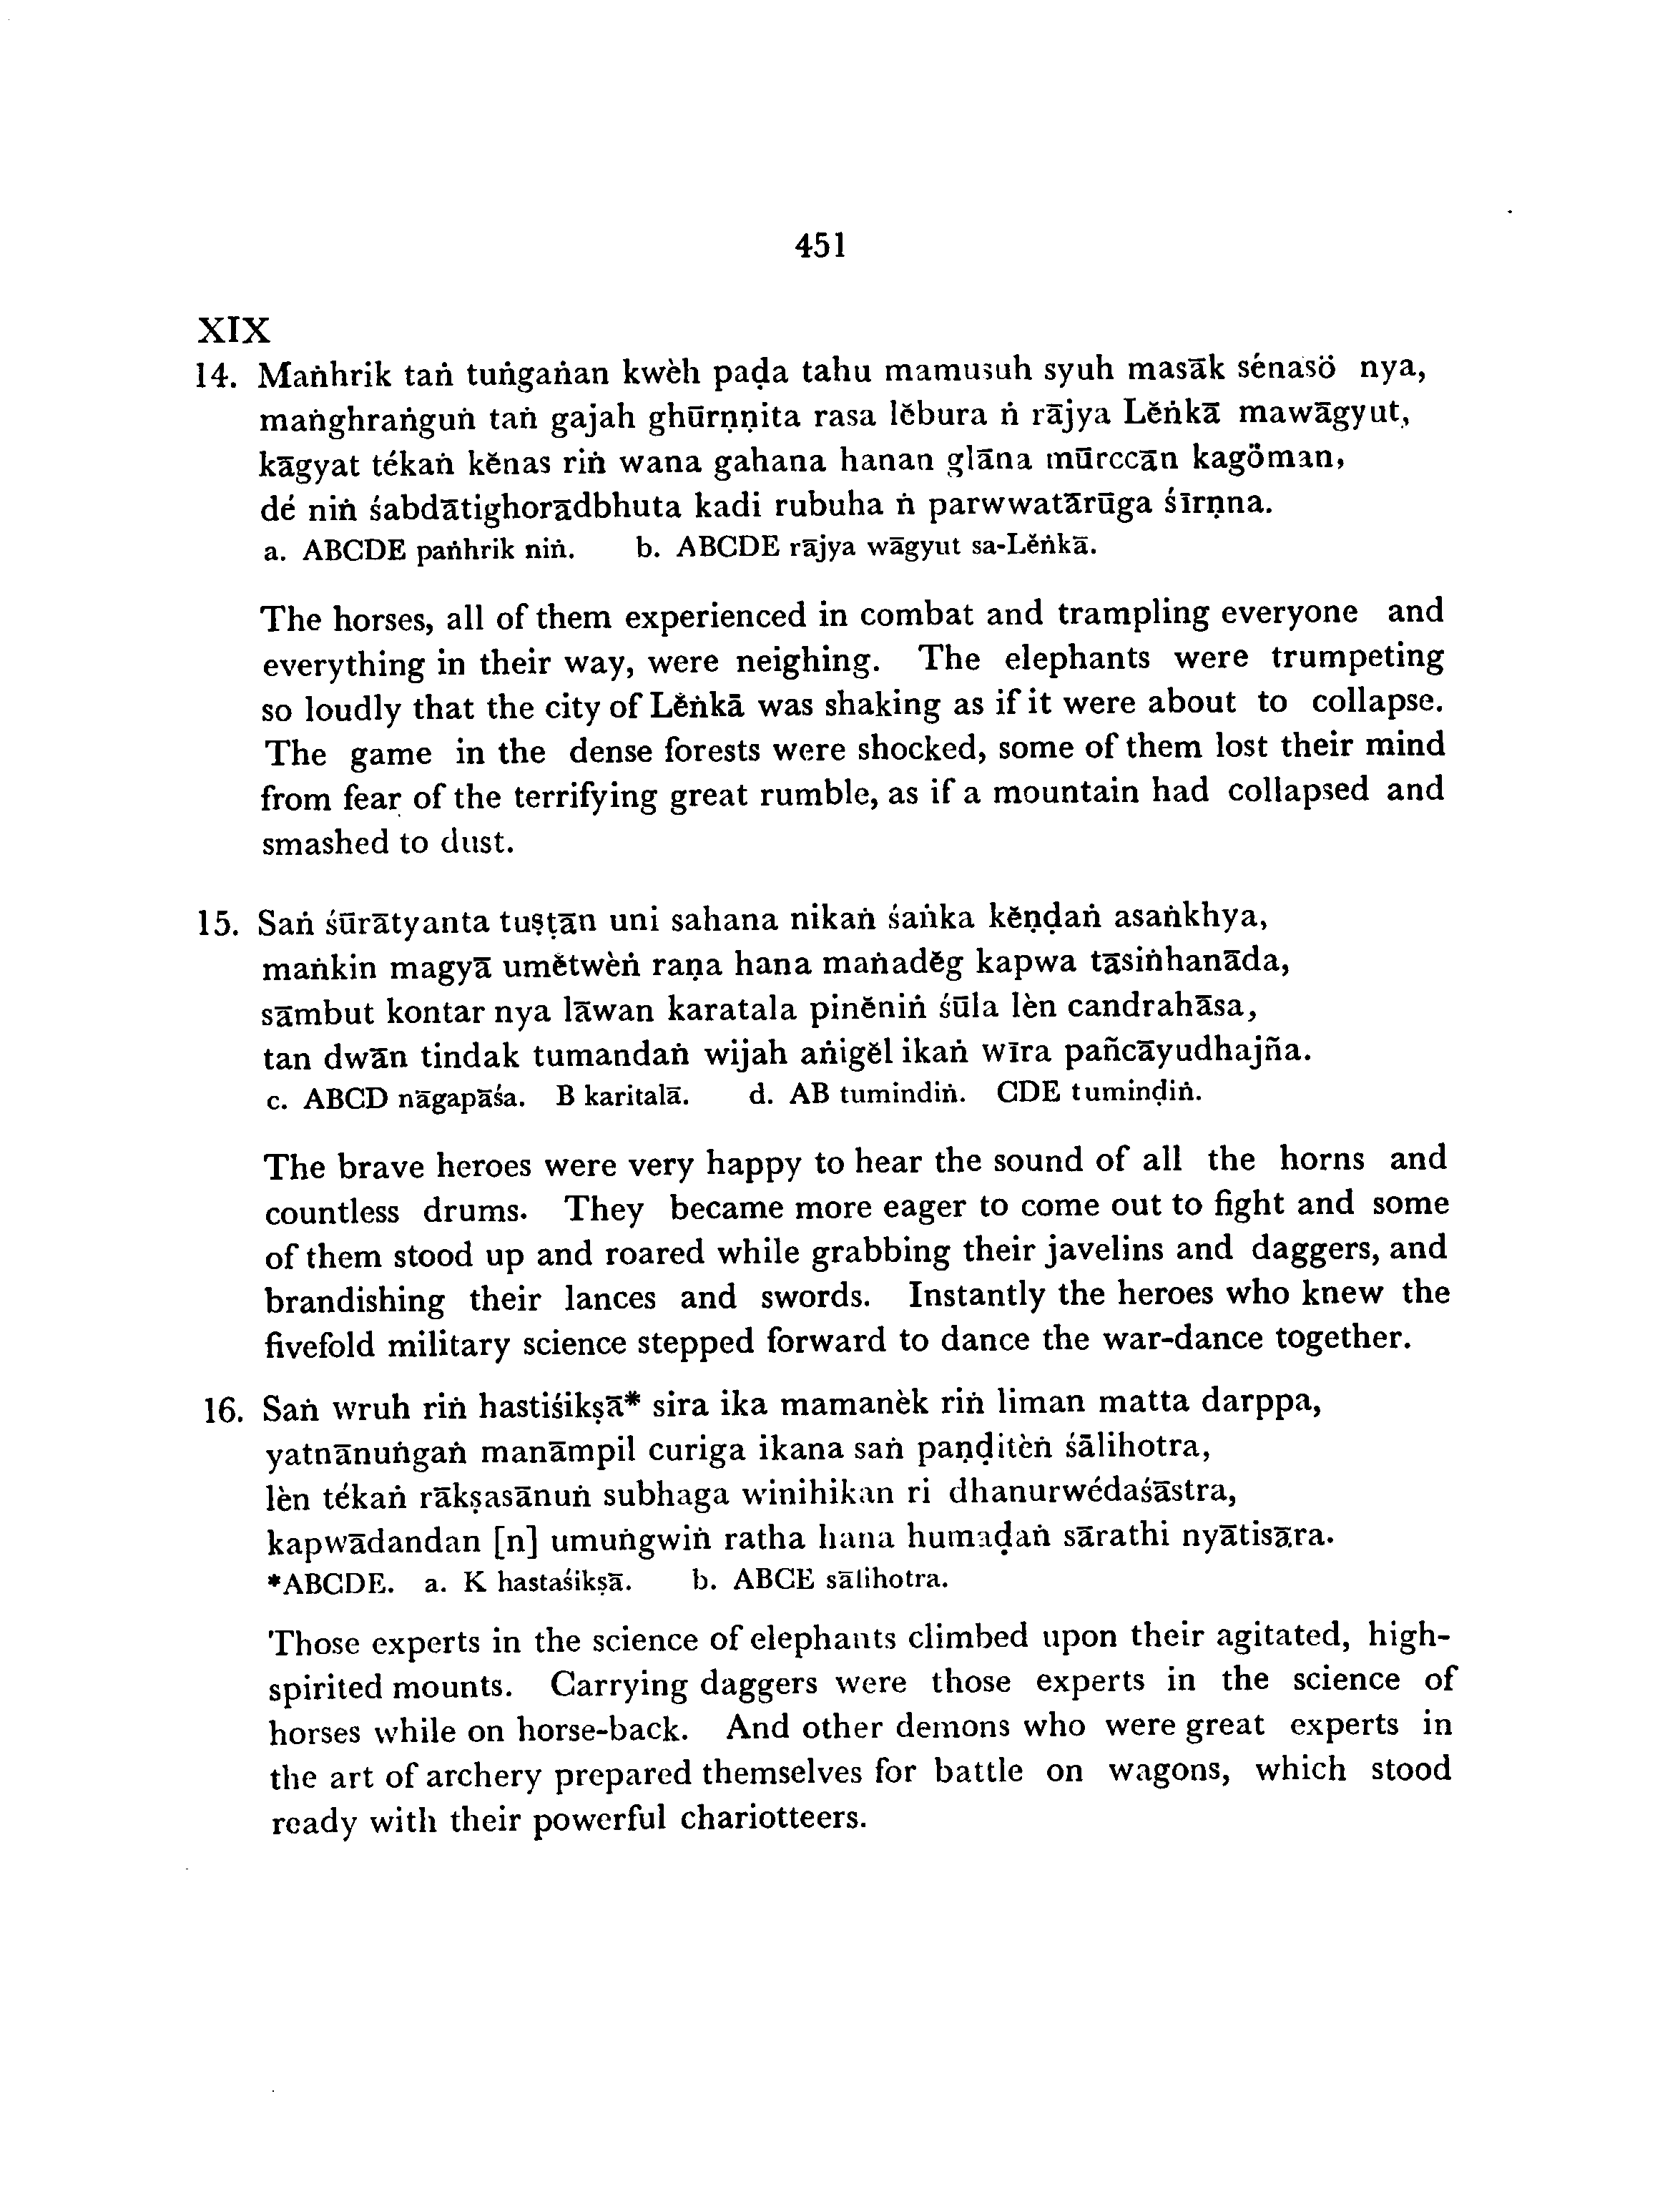 451
XIX
14. Maṅhrik taṅ tuṅgaṅan kwèh paḍa tahu mamusuh syuh masāk sénasö nya,
maṅghraṅguṅ taṅ gajah ghūrṇṇita rasa lĕbura ṅ rājya Lĕṅkā mawāgyut,
kāgyat tékaṅ kĕnas riṅ wana gahana hanan glāna mūrccān kagöman,
dé niṅ śabdātighorādbhuta kadi rubuha ṅ parwwatārūga śīrṇna.
a. ABCDE paṅhrik niṅ. b. ABCDE rājya wāgyut sa-Lĕṅkā.
The horses, all of them experienced in combat and trampling everyone and
everything in their way, were neighing. The elephants were trumpeting
so loudly that the city of Lĕṅkā was shaking as if it were about to collapse.
The game in the dense forests were shocked, some of them lost their mind
from fear of the terrifying great rumble, as if a mountain had collapsed and
smashed to dust.
15. Saṅ śūrātyanta tuṣṭān uni sahana nikaṅ śaṅka kĕṇḍaṅ asaṅkhya,
maṅkin magyā umĕtwèṅ raṇa hana maṅadĕg kapwa tāsiṅhanāda,
sāmbut kontar nya lāwan karatala pinĕniṅ śūla lèn candrahāsa,
tan dwān tindak tumandaṅ wijah aṅigĕl ikaṅ wīra pañcāyudhajña.
c. ABCD nāgapāśa. B karitalā. d. AB tumindiṅ. CDE tuminḍiṅ.
The brave heroes were very happy to hear the sound of all the horns and
countless drums. They became more eager to come out to fight and some
of them stood up and roared while grabbing their javelins and daggers, and
brandishing their lances and swords. Instantly the heroes who knew the
fivefold military science stepped forward to dance the war-dance together.
16. Saṅ wruh riṅ hastiśikṣā* sira ika mamanèk riṅ liman matta darppa,
yatnānuṅgaṅ manāmpil curiga ikana saṅ paṇḍitèṅ śālihotra,
lèn tékaṅ rākṣasānuṅ subhaga winihikan ri dhanurwédaśāstra,
kapwādandan [n] umuṅgwiṅ ratha hana humaḍaṅ sārathi nyātisāra.
*ABCDE. a. K hastaśikṣā. b. ABCE sālihotra.
Those experts in the science of elephants climbed upon their agitated, high-
spirited mounts. Carrying daggers were those experts in the science of
horses while on horse-back. And other demons who were great experts in
the art of archery prepared themselves for battle on wagons, which stood
ready with their powerful chariotteers.